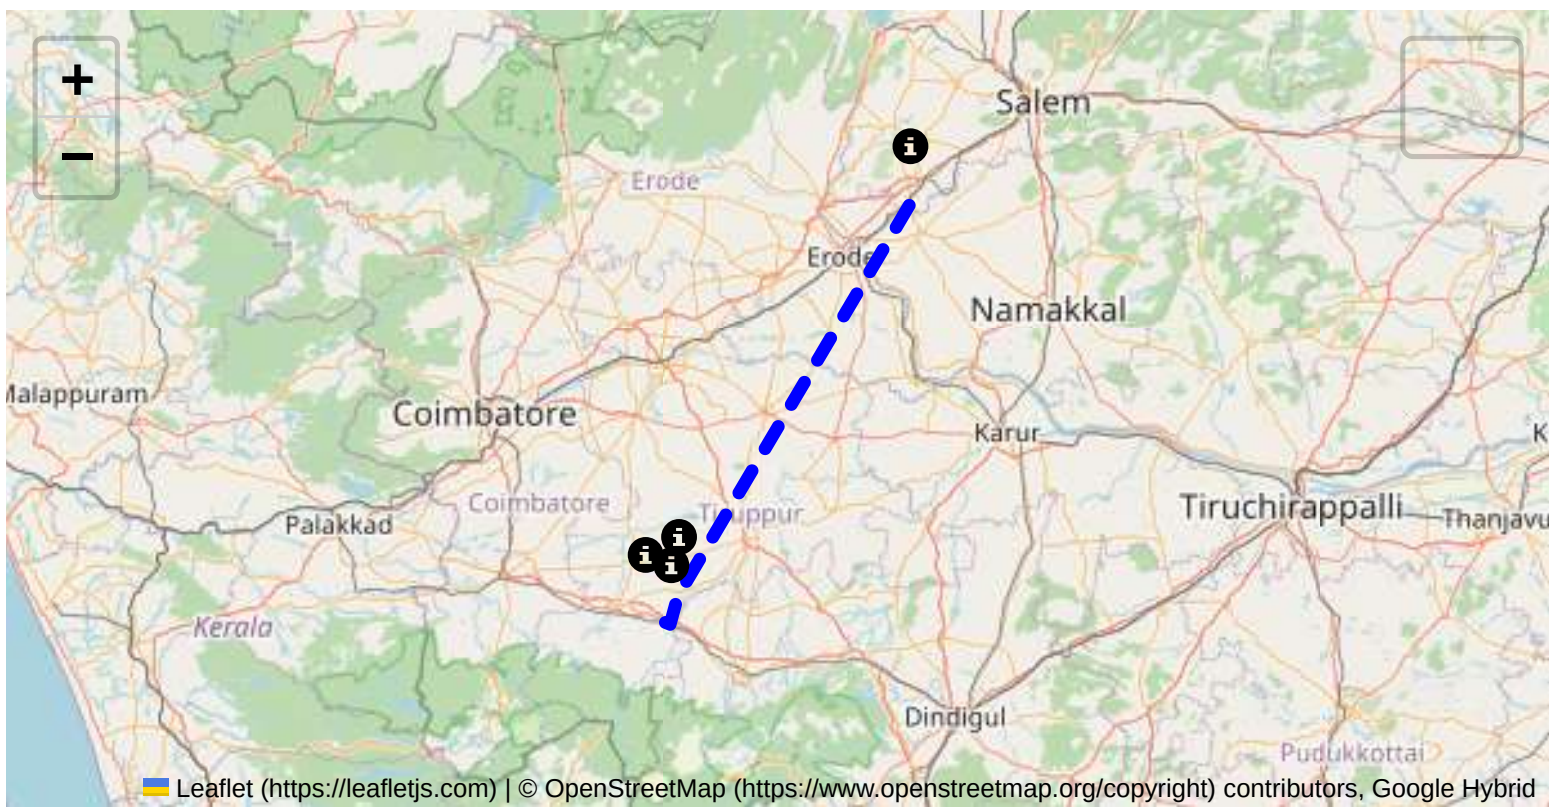 +
Salem
−
i
Erode
Erode
Namakkal
Malappuram
Coimbatore
Karur
K
Coimbatore
Tiruppur
Tiruchirappalli
Palakkad
Thanjavu
i
i
i
Kerala
Dindigul
Pudukkottai
Leaflet (https://leafletjs.com) | © OpenStreetMap (https://www.openstreetmap.org/copyright) contributors, Google Hybrid